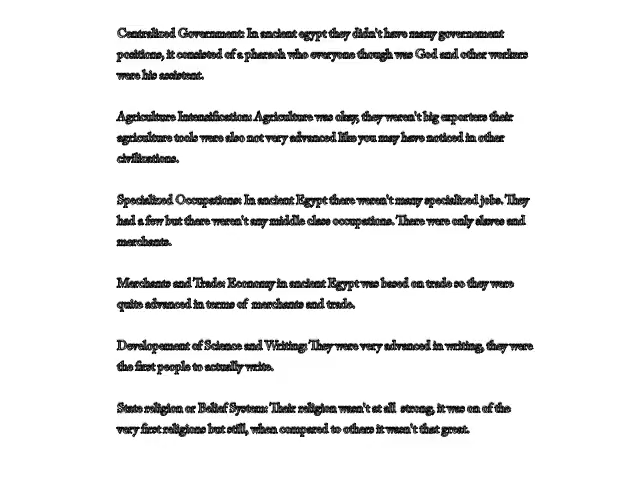 Centralized Government: In ancient egypt they didn't have many governement
positions, it consisted of a pharaoh who everyone though was God and other workers
were his assistent.
Agriculture Intensification: Agriculture was okay, they weren't big exporters their
agriculture tools were also not very advanced like you may have noticed in other
civilizations.
Specialized Occupations: In ancient Egypt there weren't many specialized jobs. They
had a few but there weren't any middle class occupations. There were only slaves and
merchants.
Merchants and Trade: Economy in ancient Egypt was based on trade so they were
quite advanced in terms of merchants and trade.
Developement of Science and Writing: They were very advanced in writing, they were
the first people to actually write.
State religion or Belief System: Their religion wasn't at all strong, it was on of the
very first religions but still, when compared to others it wasn't that great.